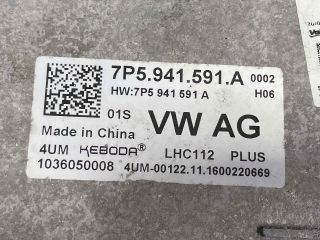 7P5.941.591.A 0002
HW:7P5 941 591 A H06
01S VW AG
Made in China
4UM KEBODA® LHC112 PLUS
1036050008 4UM-00122.11.1600220669